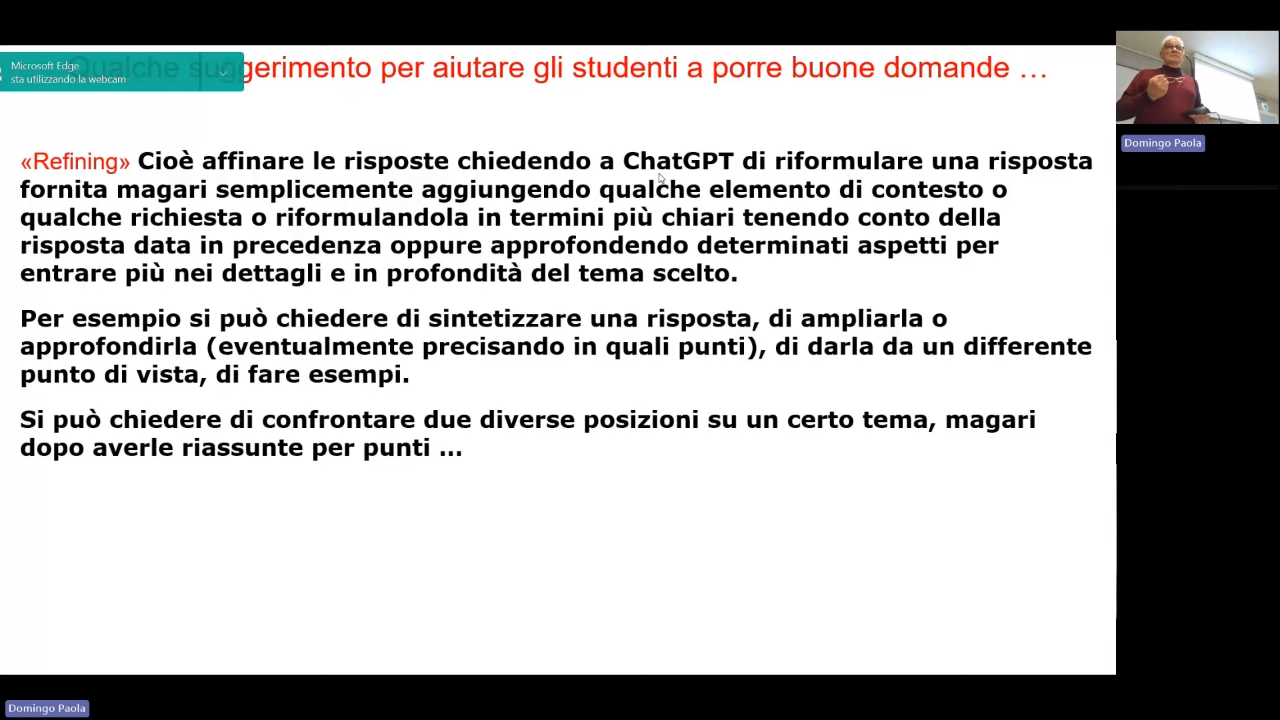 Microsoft Edge
sta utilizzando la webcam
Qualche suggerimento per aiutare gli studenti a porre buone domande …
«Refining» Cioè affinare le risposte chiedendo a ChatGPT di riformulare una risposta
fornita magari semplicemente aggiungendo qualche elemento di contesto o
qualche richiesta o riformulandola in termini più chiari tenendo conto della
risposta data in precedenza oppure approfondendo determinati aspetti per
entrare più nei dettagli e in profondità del tema scelto.
Per esempio si può chiedere di sintetizzare una risposta, di ampliarla o
approfondirla (eventualmente precisando in quali punti), di darla da un differente
punto di vista, di fare esempi.
Si può chiedere di confrontare due diverse posizioni su un certo tema, magari
dopo averle riassunte per punti …
Domingo Paola
Domingo Paola